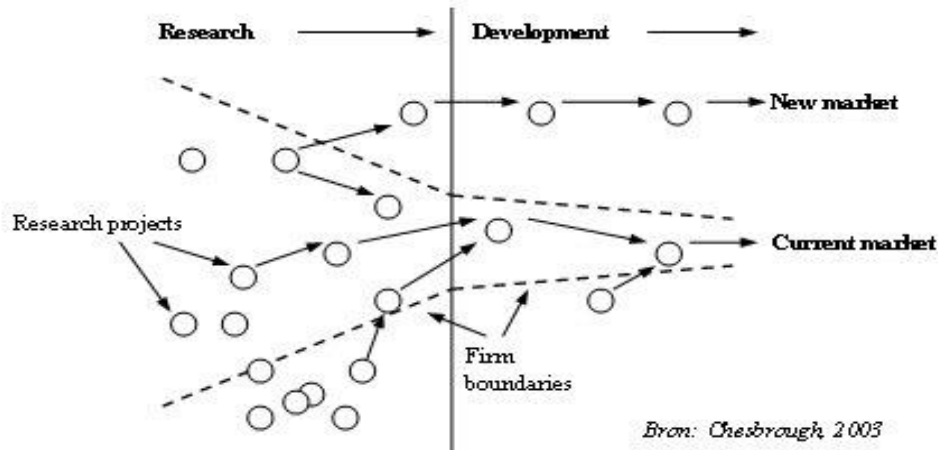 Research
Development
New market
Research projects
Current market
Firm
boundaries
Bron: Chesbrough, 2003